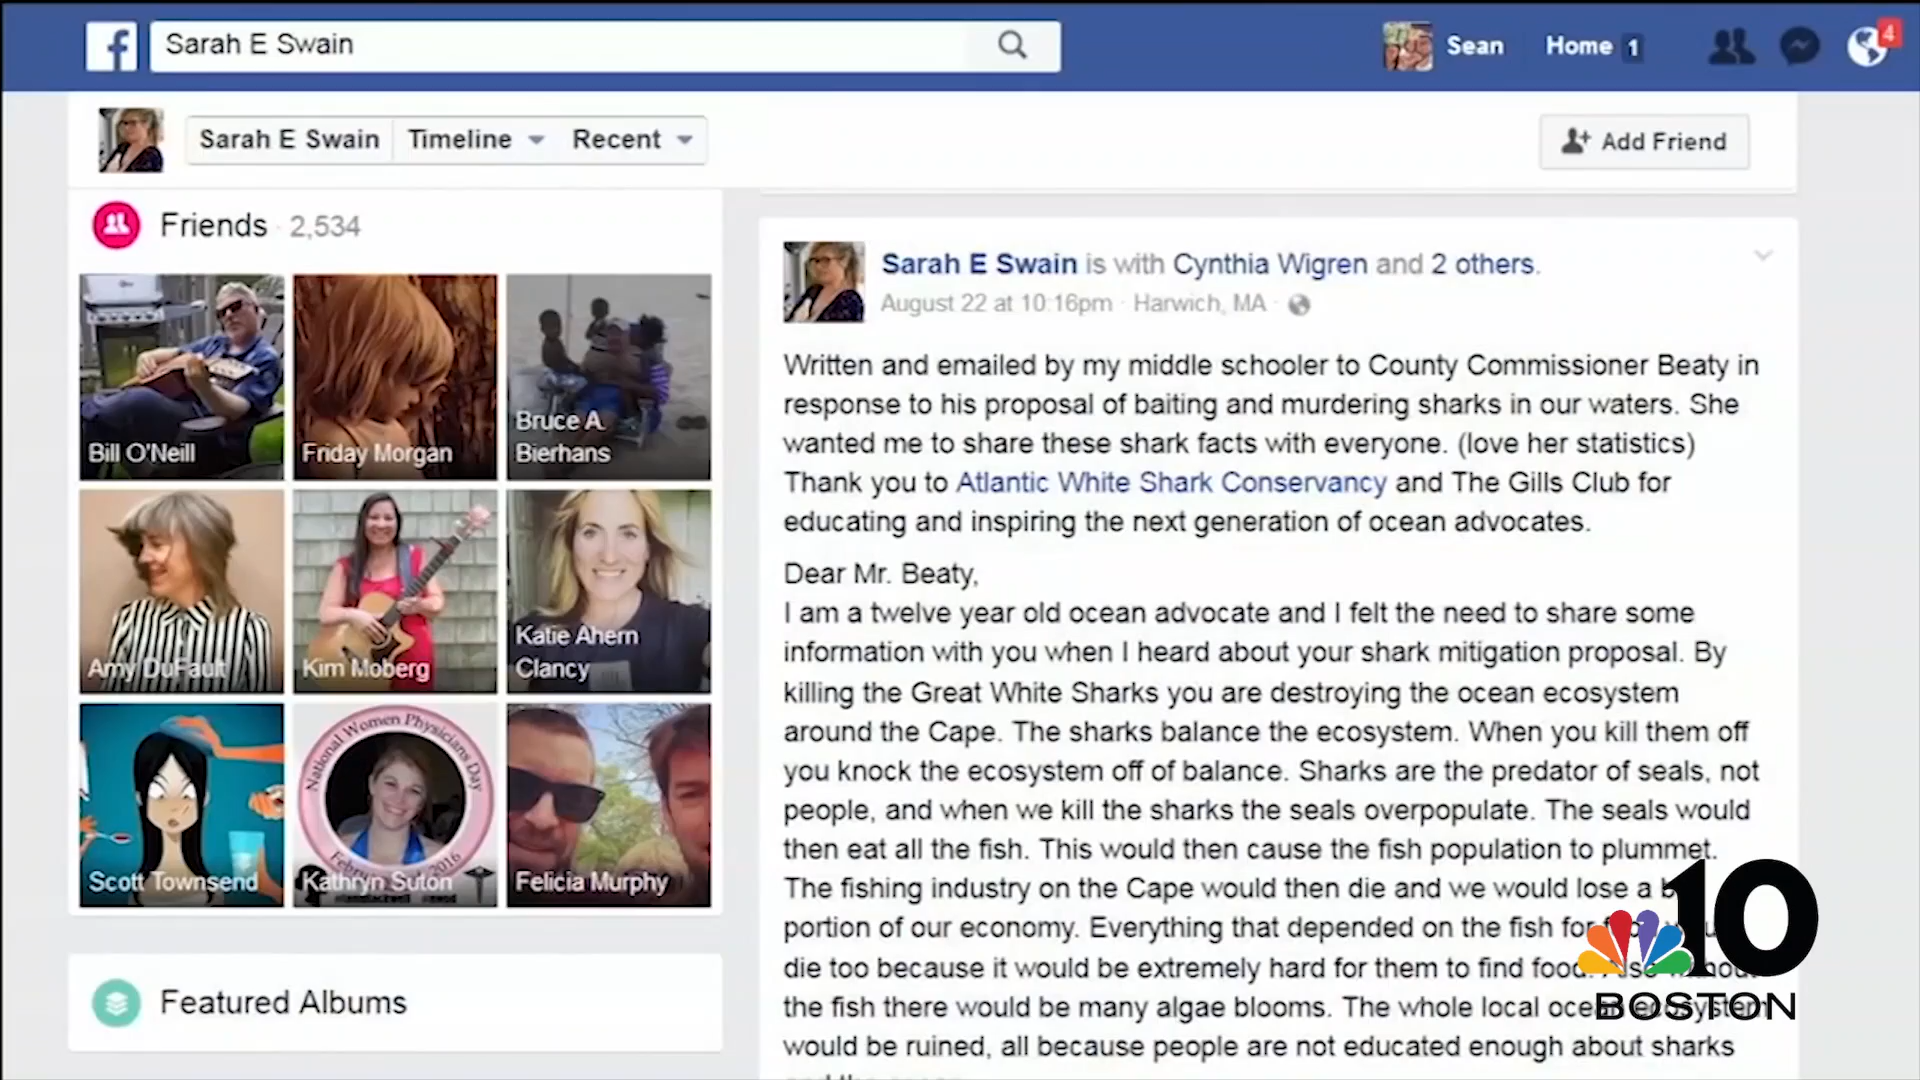 Sarah E Swain
Sean
Home 1
4
Sarah E Swain
Timeline
Recent
Add Friend
Friends · 2,534
Bill O'Neill
Friday Morgan
Bruce A.
Bierhans
Amy DuFault
Kim Moberg
Katie Ahern
Clancy
National Women Physicians Day
2016
Scott Townsend
Kathryn Suton
Felicia Murphy
Featured Albums
Sarah E Swain is with Cynthia Wigren and 2 others.
August 22 at 10:16pm · Harwich, MA ·
Written and emailed by my middle schooler to County Commissioner Beaty in
response to his proposal of baiting and murdering sharks in our waters. She
wanted me to share these shark facts with everyone. (love her statistics)
Thank you to Atlantic White Shark Conservancy and The Gills Club for
educating and inspiring the next generation of ocean advocates.
Dear Mr. Beaty,
I am a twelve year old ocean advocate and I felt the need to share some
information with you when I heard about your shark mitigation proposal. By
killing the Great White Sharks you are destroying the ocean ecosystem
around the Cape. The sharks balance the ecosystem. When you kill them off
you knock the ecosystem off of balance. Sharks are the predator of seals, not
people, and when we kill the sharks the seals overpopulate. The seals would
then eat all the fish. This would then cause the fish population to plummet.
The fishing industry on the Cape would then die and we would lose a
portion of our economy. Everything that depended on the fish for
die too because it would be extremely hard for them to find food.
the fish there would be many algae blooms. The whole local ocean ecosystem
would be ruined, all because people are not educated enough about sharks
10
BOSTON